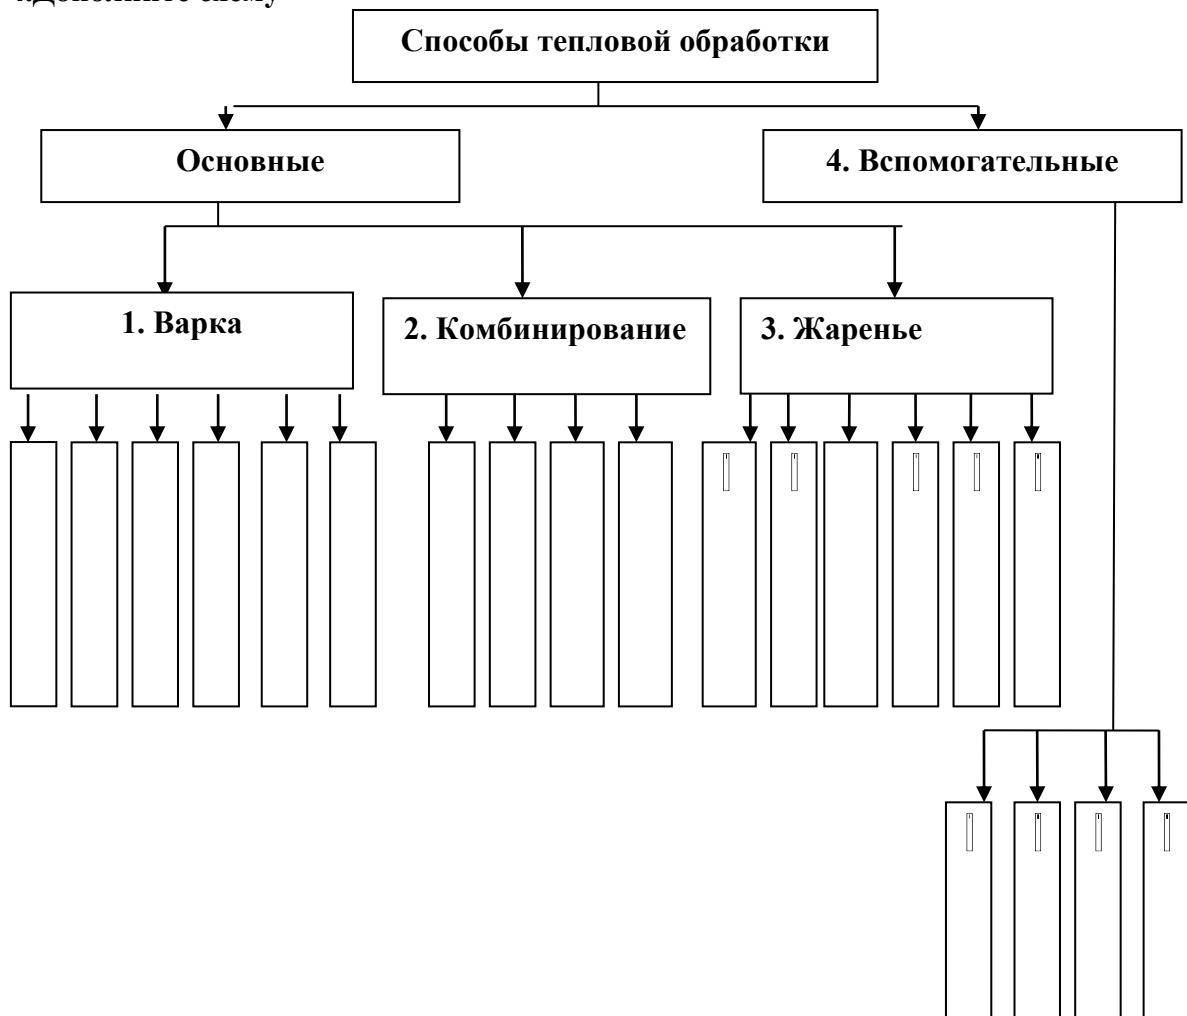 Способы тепловой обработки
Основные
4. Вспомогательные
1. Варка
2. Комбинирование
3. Жаренье